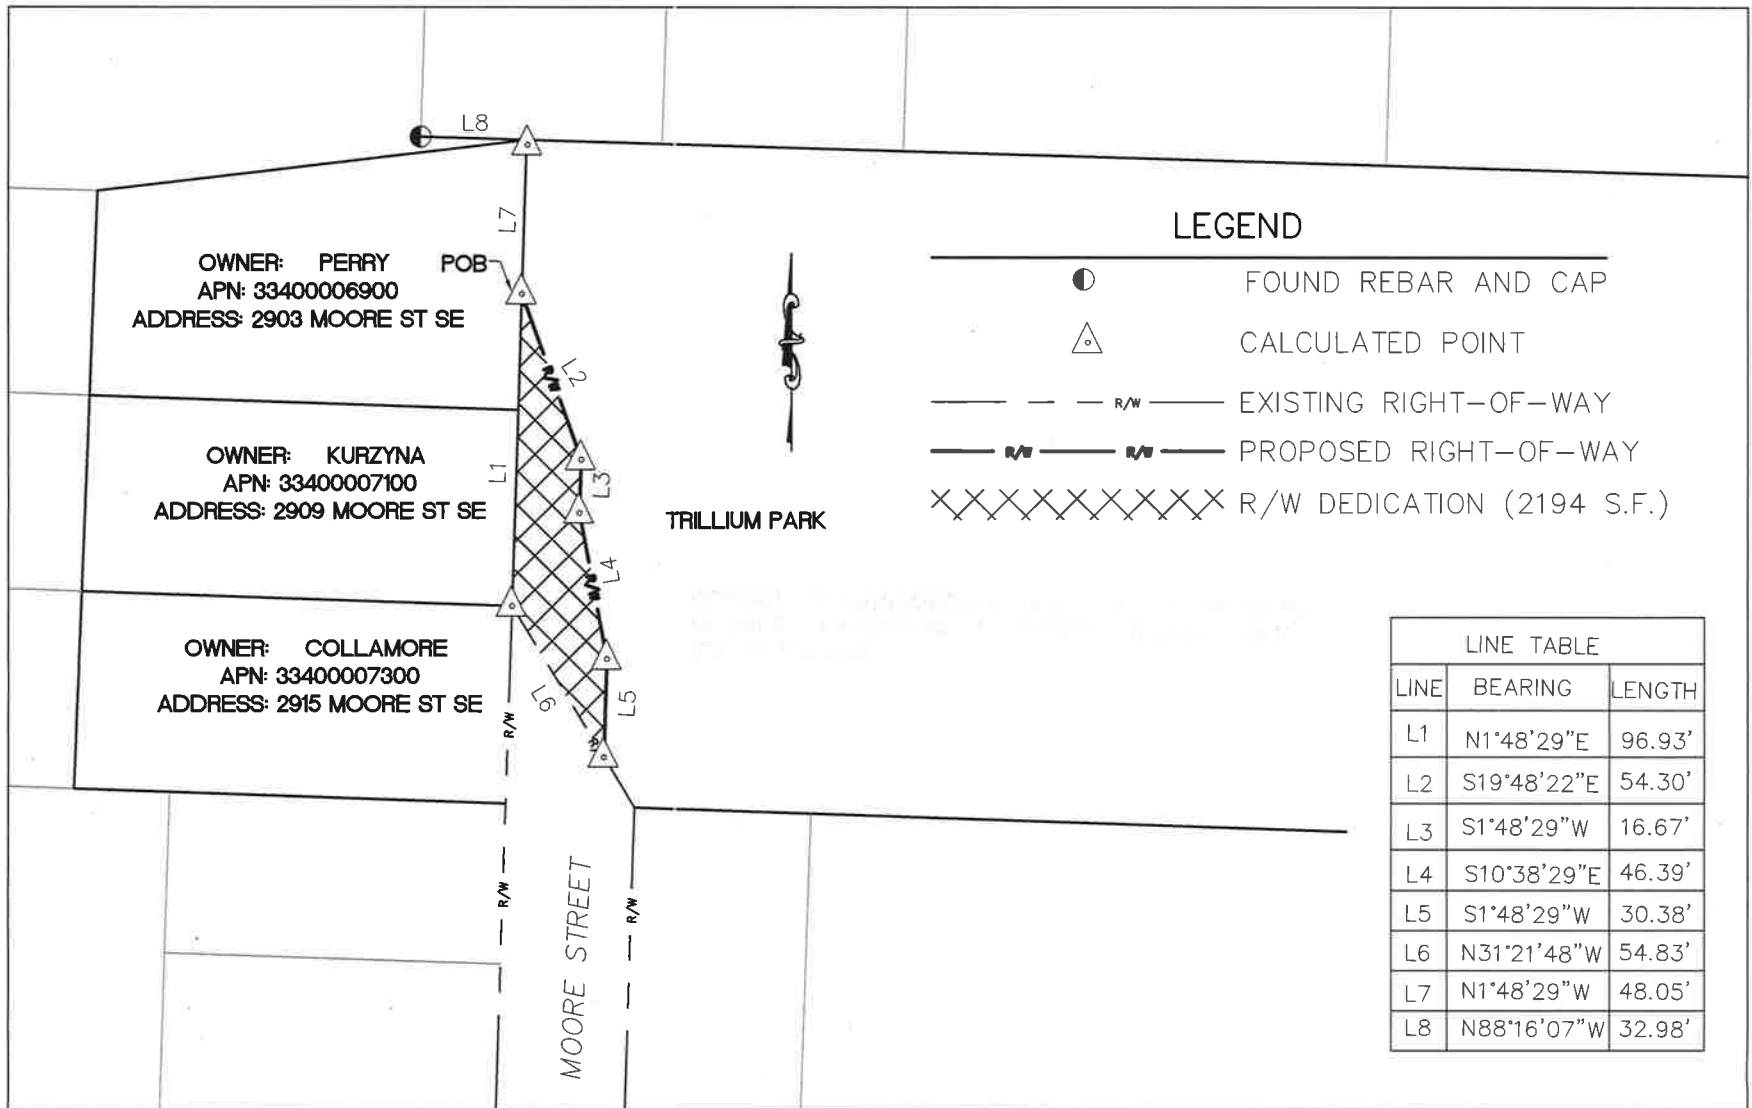 L8
L7
OWNER: PERRY
APN: 33400006900
ADDRESS: 2903 MOORE ST SE
POB
L2
R/W
L1
OWNER: KURZYNA
APN: 33400007100
ADDRESS: 2909 MOORE ST SE
L3
TRILLIUM PARK
R/W
L4
OWNER: COLLAMORE
APN: 33400007300
ADDRESS: 2915 MOORE ST SE
L6
L5
R/W
R/W
R/W
MOORE STREET
LEGEND
FOUND REBAR AND CAP
CALCULATED POINT
R/W EXISTING RIGHT-OF-WAY
R/W R/W PROPOSED RIGHT-OF-WAY
R/W DEDICATION (2194 S.F.)
LINE TABLE
LINE BEARING LENGTH
L1 N1°48'29"E 96.93'
L2 S19°48'22"E 54.30'
L3 S1°48'29"W 16.67'
L4 S10°38'29"E 46.39'
L5 S1°48'29"W 30.38'
L6 N31°21'48"W 54.83'
L7 N1°48'29"W 48.05'
L8 N88°16'07"W 32.98'